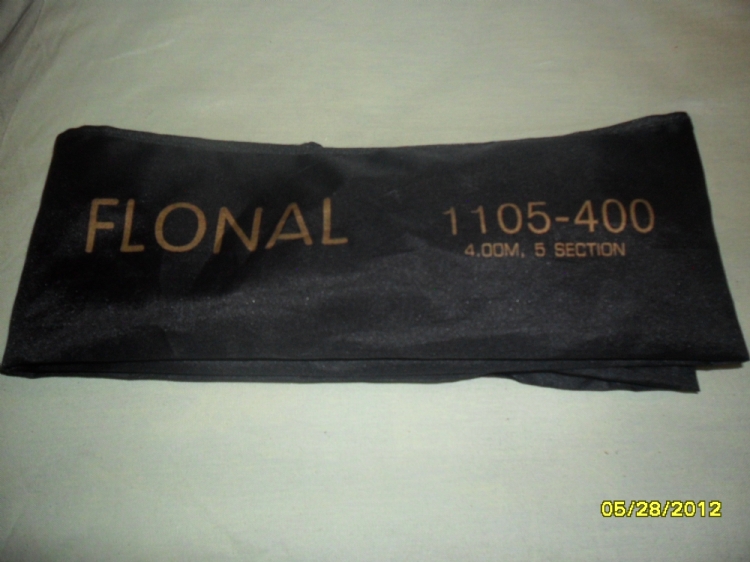 FLONAL
1105-400
4.00M, 5 SECTION
05/28/2012